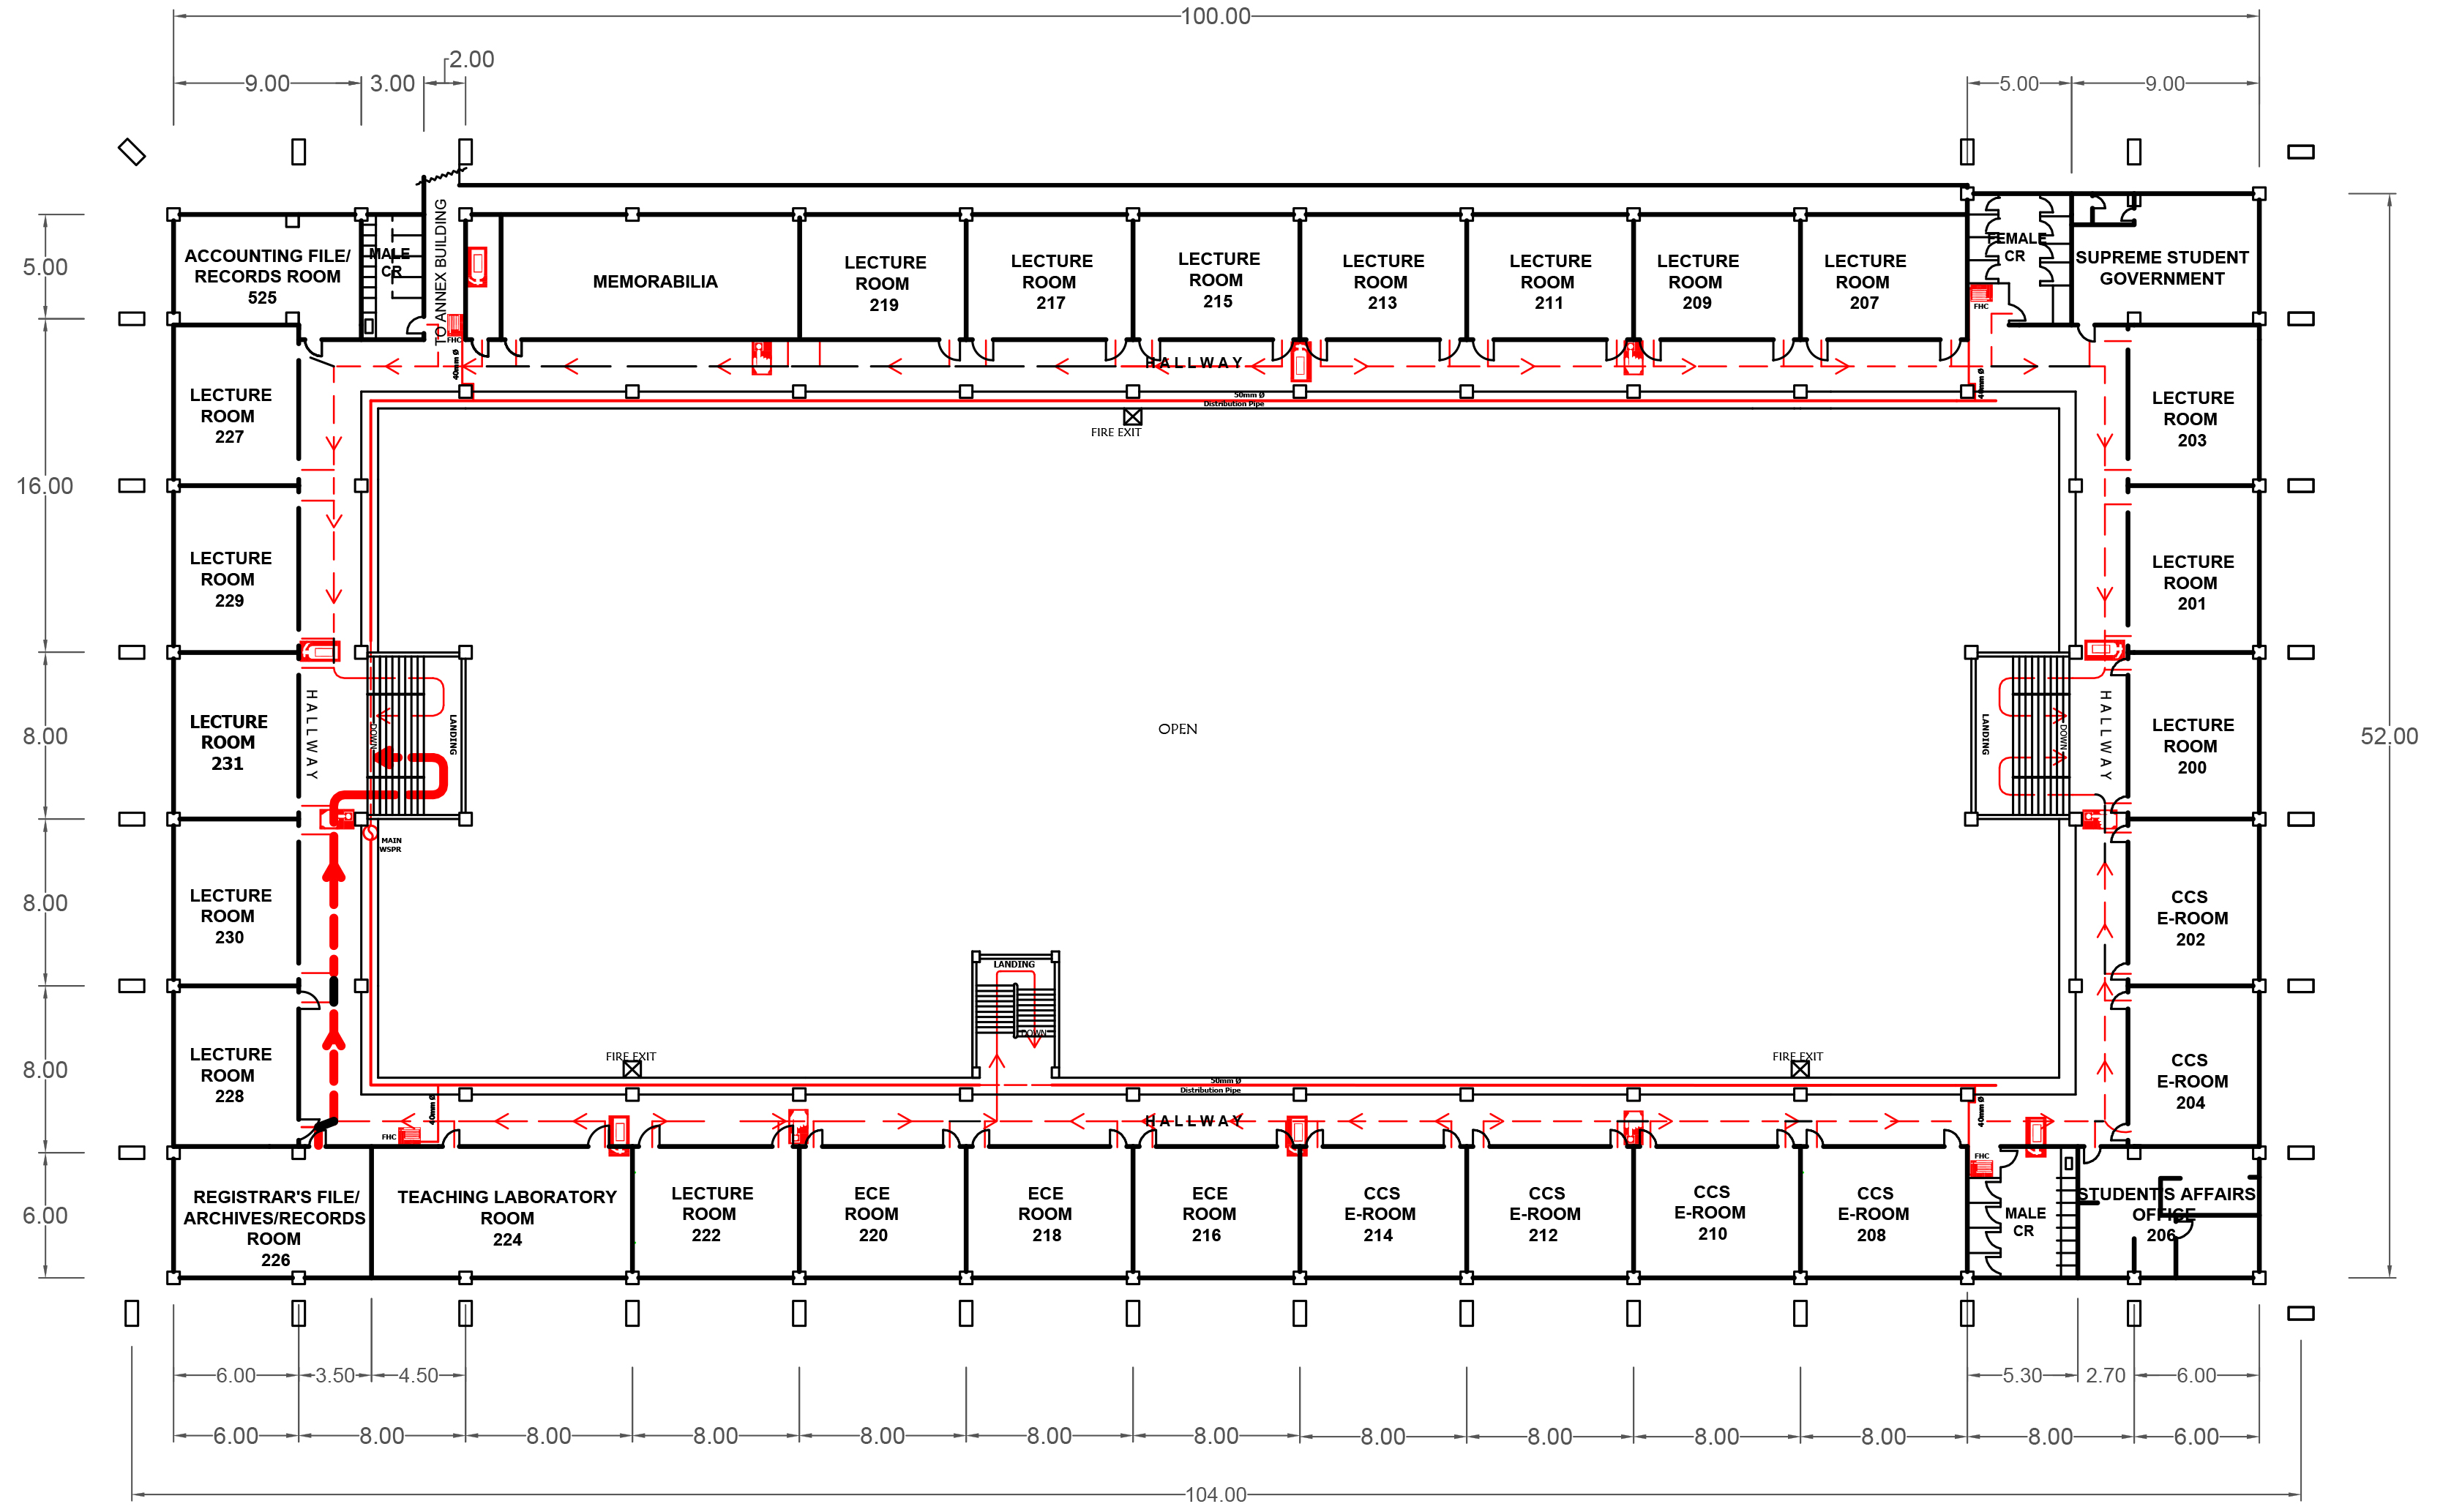 100.00
2.00
9.00
3.00
5.00
9.00
ACCOUNTING FILE/
RECORDS ROOM
525
MALE
CR
TO ANNEX BUILDING
MEMORABILIA
LECTURE
ROOM
219
LECTURE
ROOM
217
LECTURE
ROOM
215
LECTURE
ROOM
213
LECTURE
ROOM
211
LECTURE
ROOM
209
LECTURE
ROOM
207
FEMALE
CR
SUPREME STUDENT
GOVERNMENT
5.00
FHC
FHC
40mm Ø
HALLWAY
40mm Ø
50mm Ø
Distribution Pipe
FIRE EXIT
LECTURE
ROOM
227
LECTURE
ROOM
203
16.00
LECTURE
ROOM
229
LECTURE
ROOM
201
LECTURE
ROOM
231
HALLWAY
DOWN
LANDING
OPEN
LANDING
DOWN
HALLWAY
LECTURE
ROOM
200
8.00
52.00
MAIN
WSPR
LECTURE
ROOM
230
CCS
E-ROOM
202
8.00
LANDING
DOWN
FIRE EXIT
FIRE EXIT
LECTURE
ROOM
228
CCS
E-ROOM
204
8.00
50mm Ø
Distribution Pipe
40mm Ø
40mm Ø
HALLWAY
FHC
FHC
REGISTRAR'S FILE/
ARCHIVES/RECORDS
ROOM
226
TEACHING LABORATORY
ROOM
224
LECTURE
ROOM
222
ECE
ROOM
220
ECE
ROOM
218
ECE
ROOM
216
CCS
E-ROOM
214
CCS
E-ROOM
212
CCS
E-ROOM
210
CCS
E-ROOM
208
MALE
CR
STUDENT'S AFFAIRS
OFFICE
206
6.00
6.00
3.50
4.50
5.30
2.70
6.00
6.00
8.00
8.00
8.00
8.00
8.00
8.00
8.00
8.00
8.00
8.00
8.00
6.00
104.00